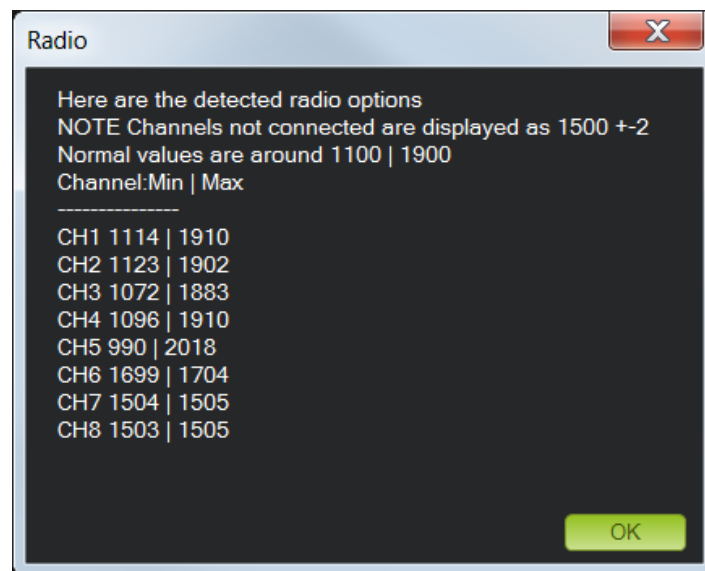 Radio
X
Here are the detected radio options
NOTE Channels not connected are displayed as 1500 +-2
Normal values are around 1100 | 1900
Channel:Min | Max
---------------
CH1 1114 | 1910
CH2 1123 | 1902
CH3 1072 | 1883
CH4 1096 | 1910
CH5 990 | 2018
CH6 1699 | 1704
CH7 1504 | 1505
CH8 1503 | 1505
OK